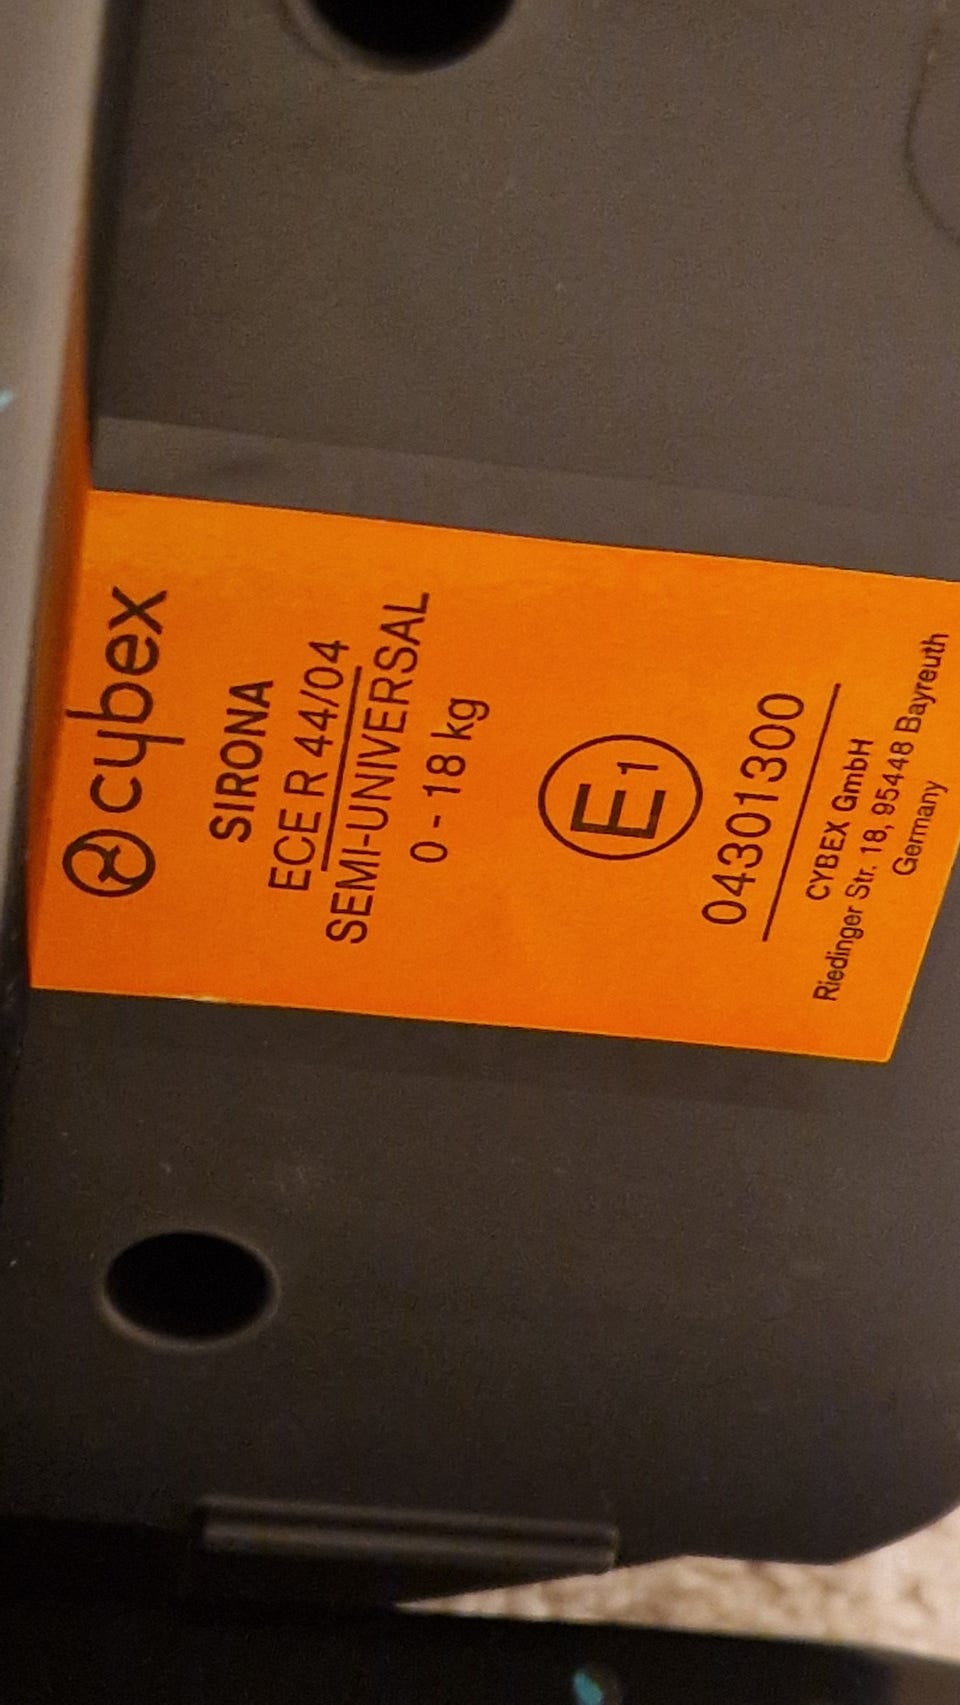 cybex
SIRONA
ECE R 44/04
SEMI-UNIVERSAL
0 - 18 kg
E1
04301300
CYBEX GmbH
Riedinger Str. 18, 95448 Bayreuth
Germany